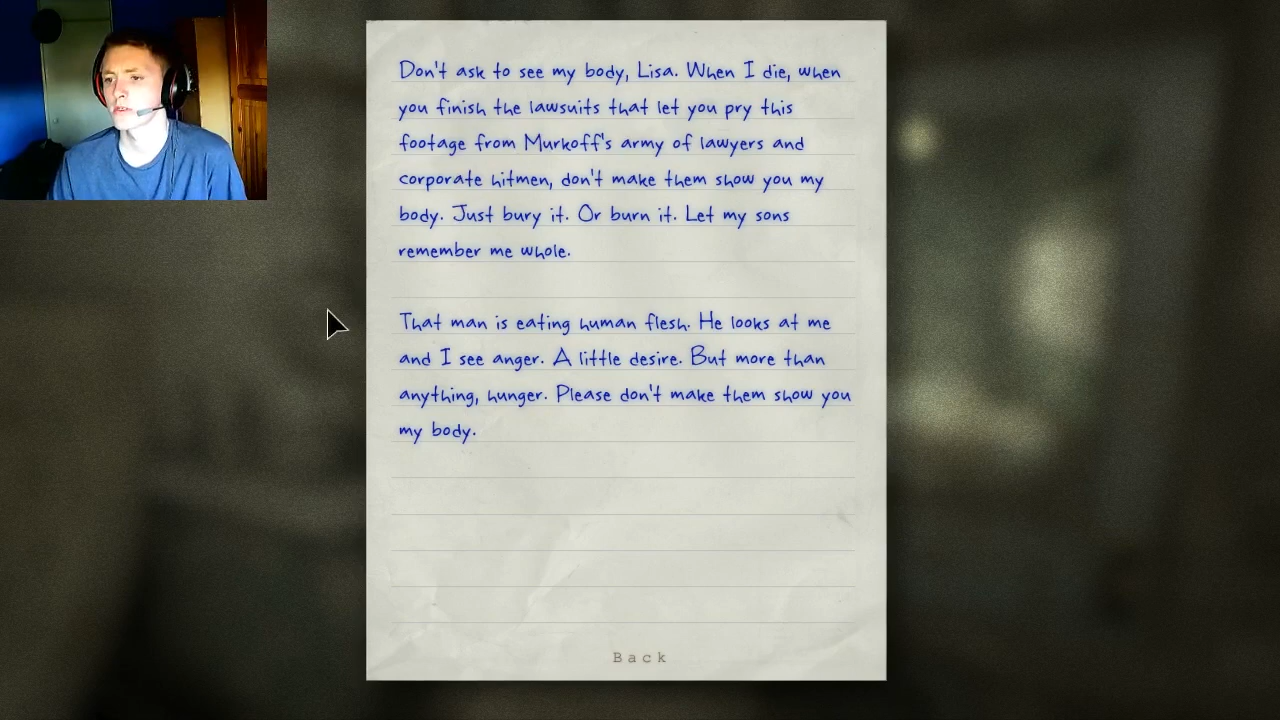 Don't ask to see my body, Lisa. When I die, when
you finish the lawsuits that let you pry this
footage from Murkoff's army of lawyers and
corporate hitmen, don't make them show you my
body. Just bury it. Or burn it. Let my sons
remember me whole.
That man is eating human flesh. He looks at me
and I see anger. A little desire. But more than
anything, hunger. Please don't make them show you
my body.
Back